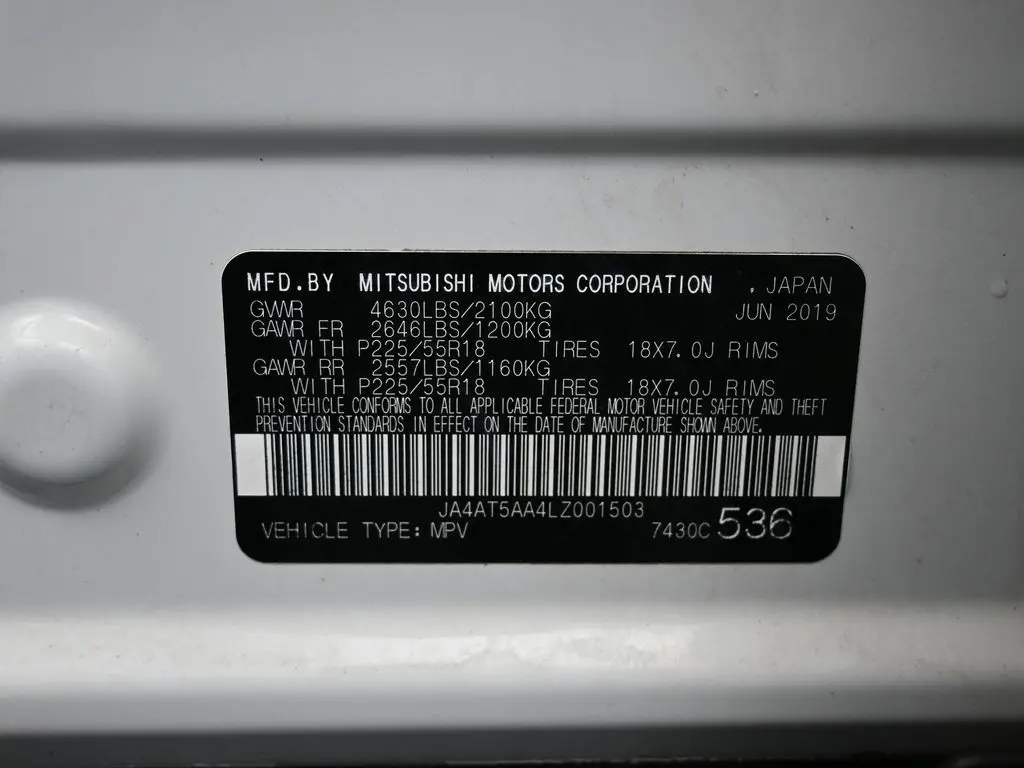 MFD.BY MITSUBISHI MOTORS CORPORATION , JAPAN
GVWR 4630LBS/2100KG JUN 2019
GAWR FR 2646LBS/1200KG
WITH P225/55R18 TIRES 18X7.0J RIMS
GAWR RR 2557LBS/1160KG
WITH P225/55R18 TIRES 18X7.0J RIMS
THIS VEHICLE CONFORMS TO ALL APPLICABLE FEDERAL MOTOR VEHICLE SAFETY AND THEFT
PREVENTION STANDARDS IN EFFECT ON THE DATE OF MANUFACTURE SHOWN ABOVE.
JA4AT5AA4LZ001503
VEHICLE TYPE: MPV 7430C 536